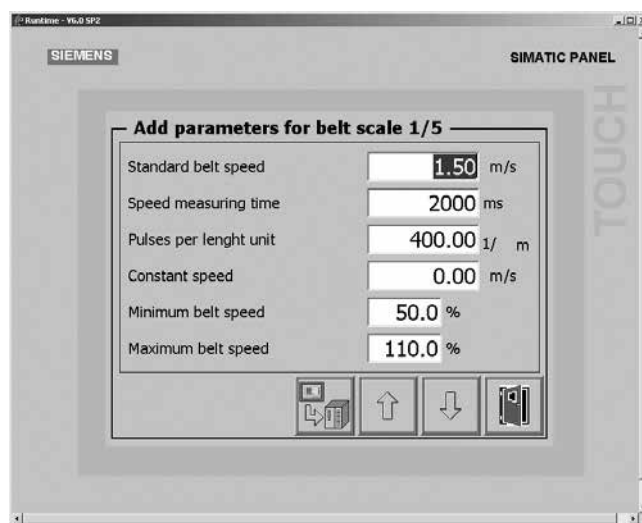 Runtime - V6.0 SP2
SIEMENS
SIMATIC PANEL
TOUCH
Add parameters for belt scale 1/5
Standard belt speed 1.50 m/s
Speed measuring time 2000 ms
Pulses per lenght unit 400.00 1/ m
Constant speed 0.00 m/s
Minimum belt speed 50.0 %
Maximum belt speed 110.0 %